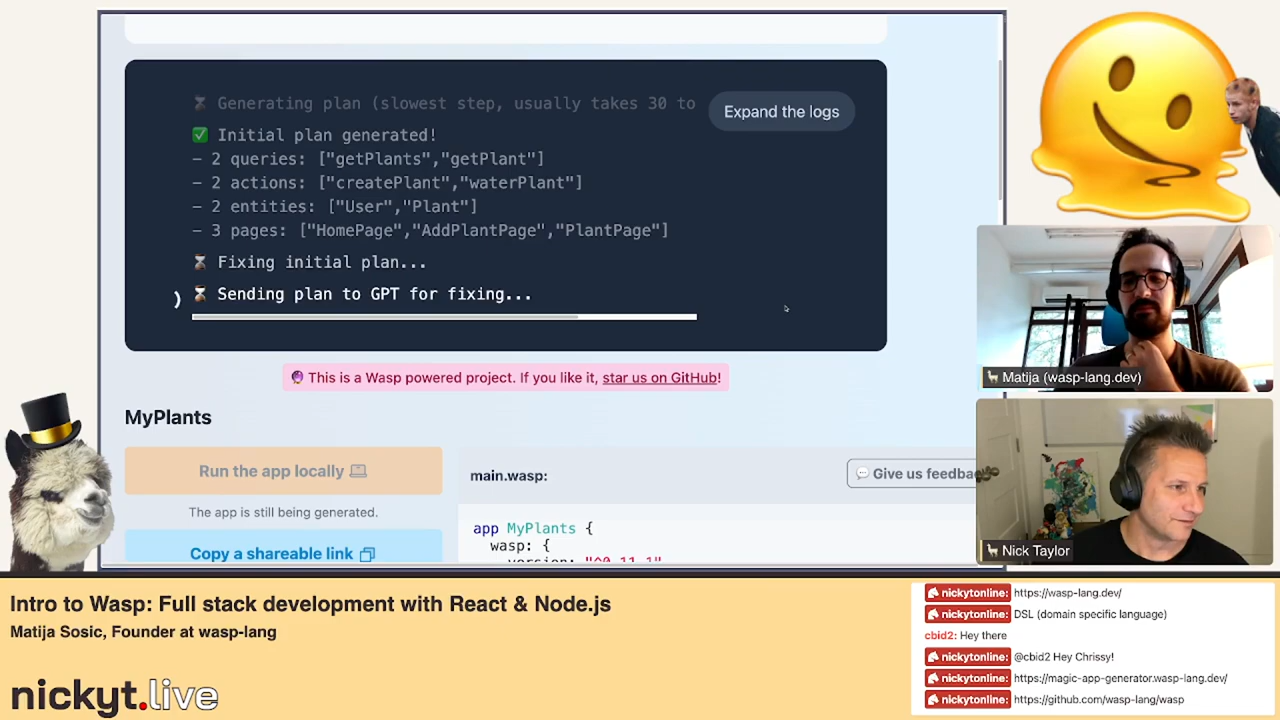 Generating plan (slowest step, usually takes 30 to
Expand the logs
Initial plan generated!
- 2 queries: ["getPlants","getPlant"]
- 2 actions: ["createPlant","waterPlant"]
- 2 entities: ["User","Plant"]
- 3 pages: ["HomePage","AddPlantPage","PlantPage"]
Fixing initial plan...
) Sending plan to GPT for fixing...
This is a Wasp powered project. If you like it, star us on GitHub!
MyPlants
Run the app locally
The app is still being generated.
Copy a shareable link
main.wasp:
Give us feedba
app MyPlants {
wasp: {
version: "^0.11.1"
Matija (wasp-lang.dev)
Nick Taylor
Intro to Wasp: Full stack development with React & Node.js
Matija Sosic, Founder at wasp-lang
nickyt.live
nickytonline: https://wasp-lang.dev/
nickytonline: DSL (domain specific language)
cbid2: Hey there
nickytonline: @cbid2 Hey Chrissy!
nickytonline: https://magic-app-generator.wasp-lang.dev/
nickytonline: https://github.com/wasp-lang/wasp